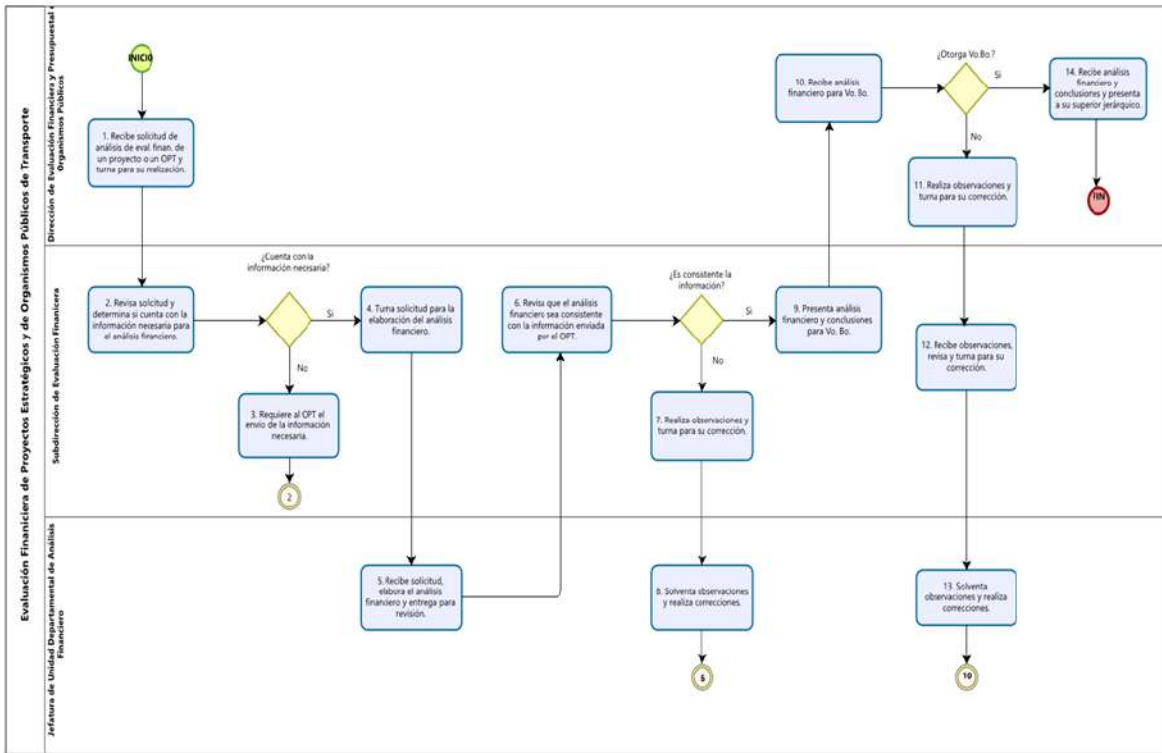 Evaluación Financiera de Proyectos Estratégicos y de Organismos Públicos de Transporte
Dirección de Evaluación Financiera y Presupuestal
Organismos Públicos
INICIO
1. Recibe solicitud de
análisis de eval. finan. de
un proyecto o un OPT y
turna para su realización.
10. Recibe análisis
financiero para Vo. Bo.
¿Otorga Vo.Bo.?
Si
No
14. Recibe análisis
financiero y
conclusiones y presenta
a su superior jerárquico.
FIN
11. Realiza observaciones y
turna para su corrección.
Subdirección de Evaluación Finanicera
2. Revisa solicitud y
determina si cuenta con la
información necesaria para
el análisis financiero.
¿Cuenta con la
información necesaria?
Si
No
3. Requiere al OPT el
envío de la información
necesaria.
2
4. Turna solicitud para la
elaboración del análisis
financiero.
6. Revisa que el análisis
financiero sea consistente
con la información enviada
por el OPT.
¿Es consistente la
información?
Si
No
7. Realiza observaciones y
turna para su corrección.
9. Presenta análisis
financiero y conclusiones
para Vo. Bo.
12. Recibe observaciones,
revisa y turna para su
corrección.
Jefatura de Unidad Departamental de Análisis
Financiero
5. Recibe solicitud,
elabora el análisis
financiero y entrega para
revisión.
8. Solventa observaciones
y realiza correcciones.
13. Solventa
observaciones y realiza
correcciones.
10